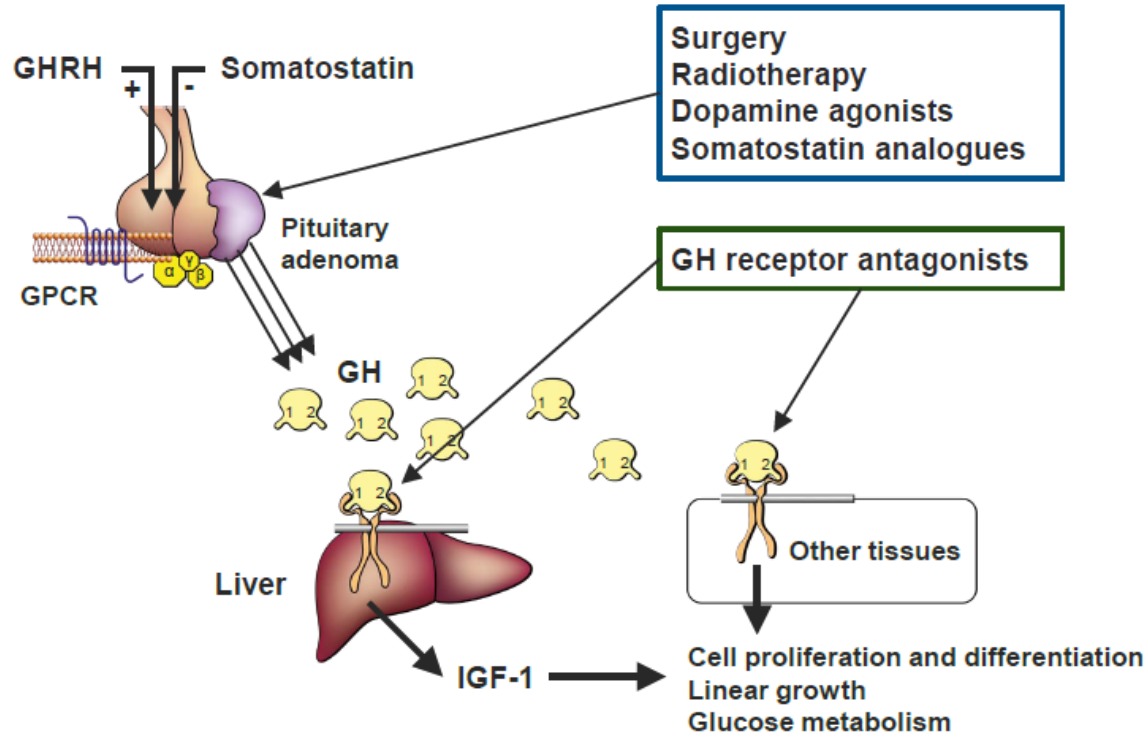 GHRH
Somatostatin
+
-
Surgery
Radiotherapy
Dopamine agonists
Somatostatin analogues
Pituitary
adenoma
GPCR
α
γ
β
GH receptor antagonists
GH
1 2
1 2
1 2
1 2
1 2
1 2
1 2
1 2
Liver
Other tissues
IGF-1
Cell proliferation and differentiation
Linear growth
Glucose metabolism